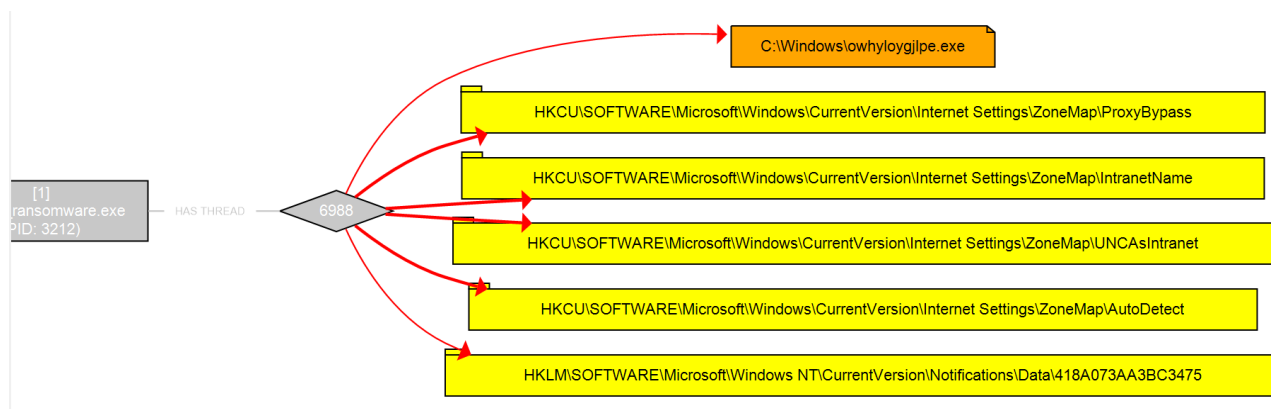 C:\Windows\owhyloygjlpe.exe
HKCU\SOFTWARE\Microsoft\Windows\CurrentVersion\Internet Settings\ZoneMap\ProxyBypass
HKCU\SOFTWARE\Microsoft\Windows\CurrentVersion\Internet Settings\ZoneMap\IntranetName
[1]
ransomware.exe
PID: 3212)
HAS THREAD
6988
HKCU\SOFTWARE\Microsoft\Windows\CurrentVersion\Internet Settings\ZoneMap\UNCAsIntranet
HKCU\SOFTWARE\Microsoft\Windows\CurrentVersion\Internet Settings\ZoneMap\AutoDetect
HKLM\SOFTWARE\Microsoft\Windows NT\CurrentVersion\Notifications\Data\418A073AA3BC3475